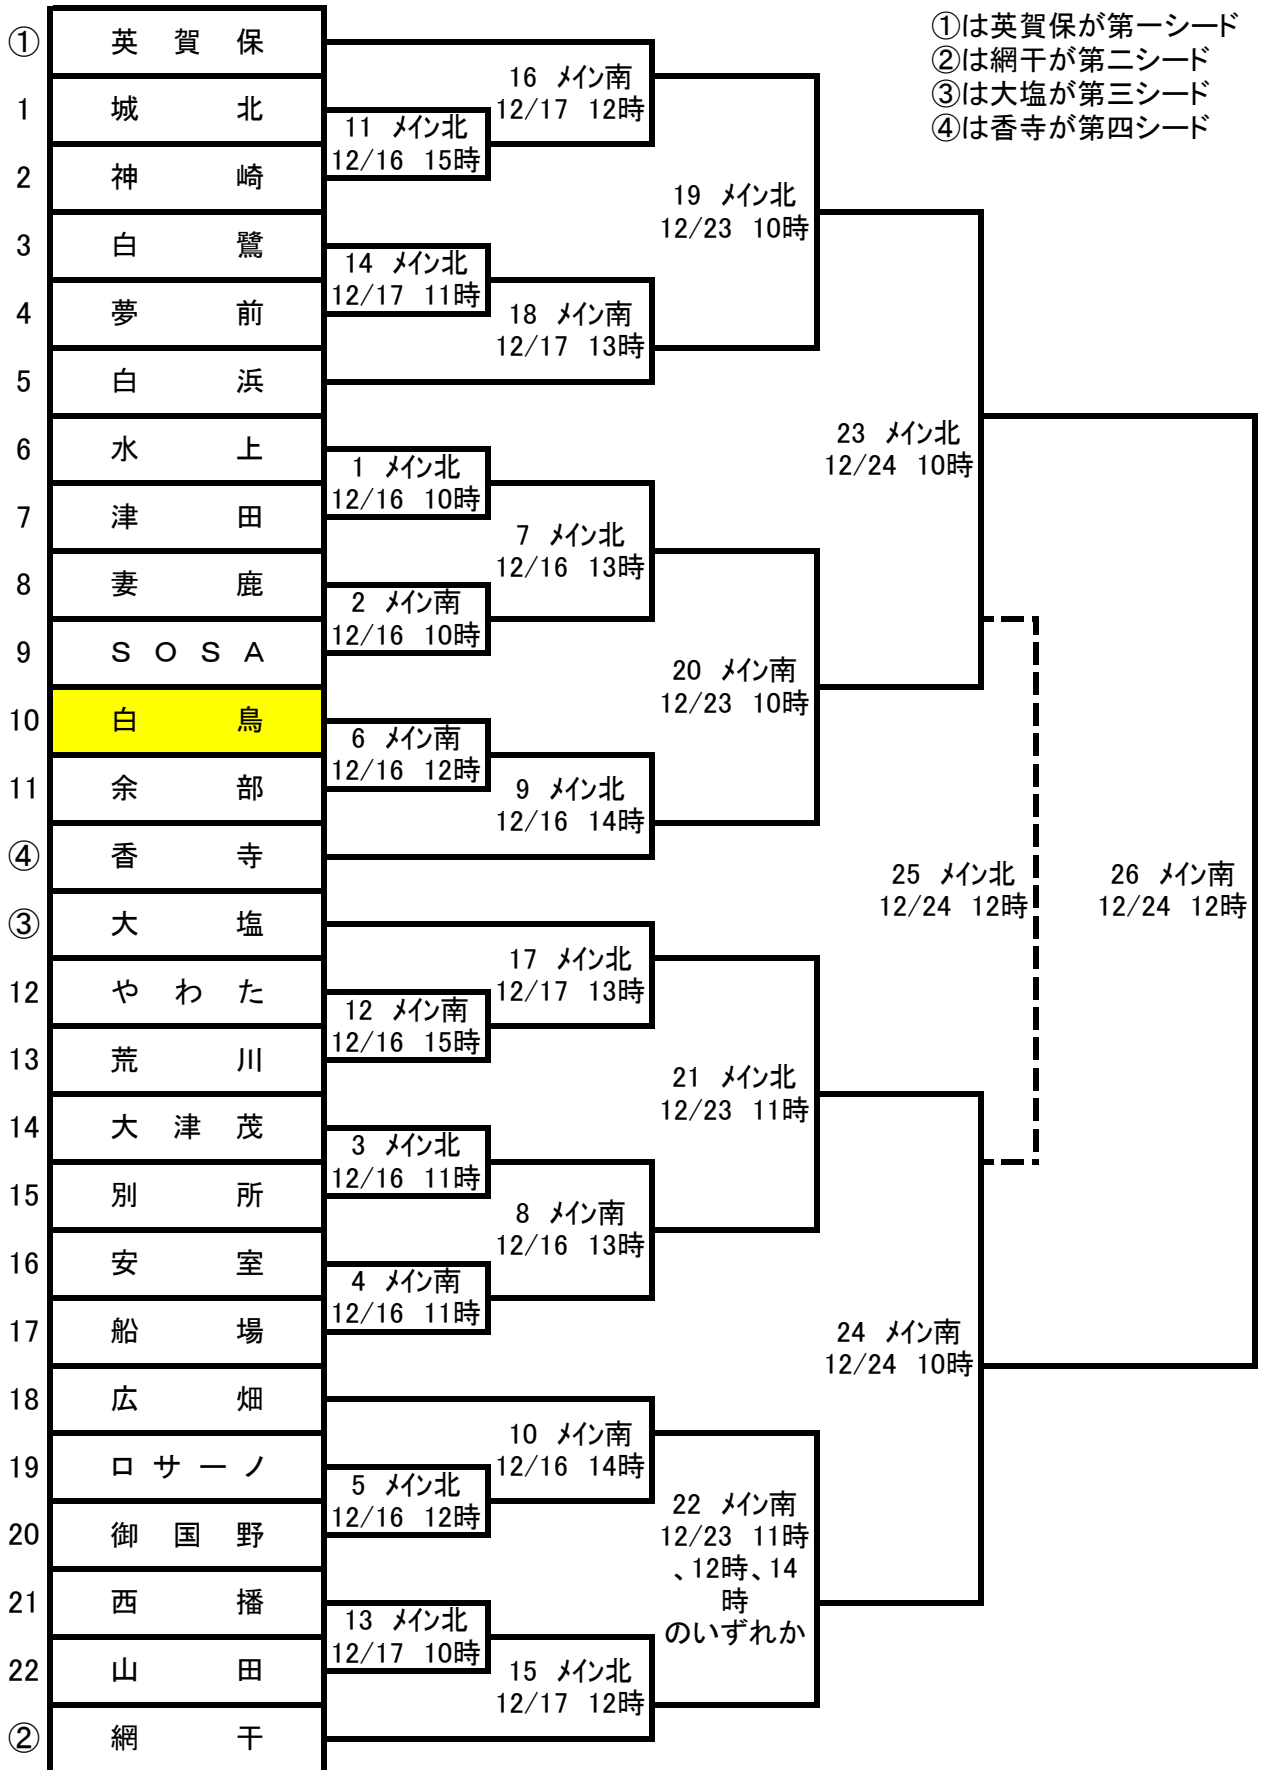 ①は英賀保が第一シード
②は網干が第二シード
③は大塩が第三シード
④は香寺が第四シード
① 英賀保
1 城北
2 神崎
3 白鷺
4 夢前
5 白浜
6 水上
7 津田
8 妻鹿
9 ＳＯＳＡ
10 白鳥
11 余部
④ 香寺
③ 大塩
12 やわた
13 荒川
14 大津茂
15 別所
16 安室
17 船場
18 広畑
19 ロサーノ
20 御国野
21 西播
22 山田
② 網干
11 メイン北
12/16 15時
14 メイン北
12/17 11時
1 メイン北
12/16 10時
2 メイン南
12/16 10時
6 メイン南
12/16 12時
12 メイン南
12/16 15時
3 メイン北
12/16 11時
4 メイン南
12/16 11時
5 メイン北
12/16 12時
13 メイン北
12/17 10時
16 メイン南
12/17 12時
18 メイン南
12/17 13時
7 メイン北
12/16 13時
9 メイン北
12/16 14時
17 メイン北
12/17 13時
8 メイン南
12/16 13時
10 メイン南
12/16 14時
15 メイン北
12/17 12時
19 メイン北
12/23 10時
20 メイン南
12/23 10時
21 メイン北
12/23 11時
22 メイン南
12/23 11時
、12時、14
時
のいずれか
23 メイン北
12/24 10時
24 メイン南
12/24 10時
25 メイン北
12/24 12時
26 メイン南
12/24 12時